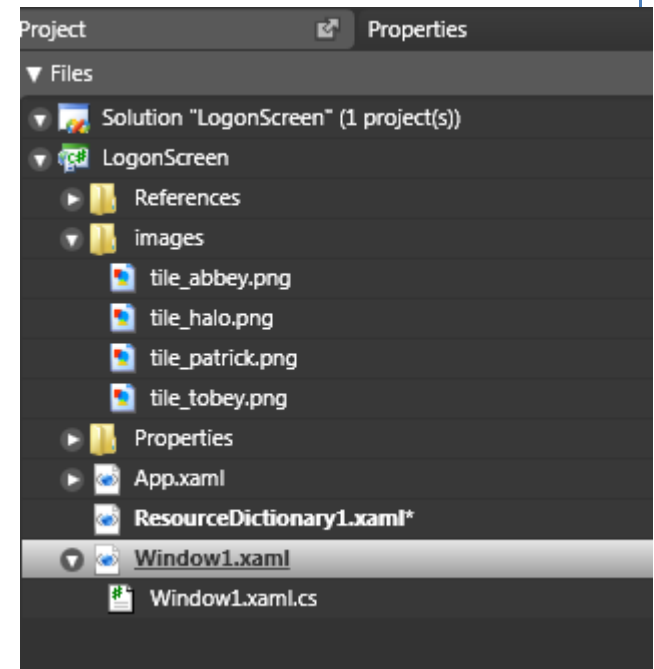 Project Properties
Files
Solution "LogonScreen" (1 project(s))
LogonScreen
References
images
tile_abbey.png
tile_halo.png
tile_patrick.png
tile_tobey.png
Properties
App.xaml
ResourceDictionary1.xaml*
Window1.xaml
Window1.xaml.cs